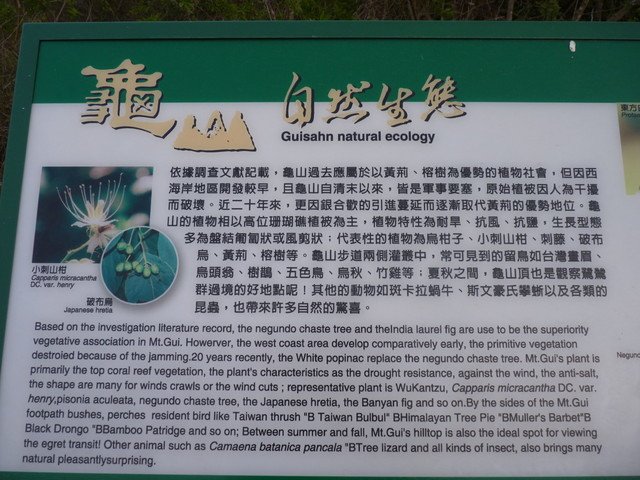 龜山 自然生態
Guisahn natural ecology
東方
依據調查文獻記載，龜山過去應屬於以黃荊、榕樹為優勢的植物社會，但因西
海岸地區開發較早，且龜山自清末以來，皆是軍事要塞，原始植被因人為干擾
而破壞。近二十年來，更因銀合歡的引進蔓延而逐漸取代黃荊的優勢地位。龜
山的植物相以高位珊瑚礁植被為主，植物特性為耐旱、抗風、抗鹽，生長型態
多為盤結匍匐狀或風剪狀；代表性的植物為烏柑子、小刺山柑、刺藤、破布
烏、黃荊、榕樹等。龜山步道兩側灌叢中，常可見到的留鳥如台灣畫眉、
烏頭翁、樹鵲、五色鳥、烏秋、竹雞等；夏秋之間，龜山頂也是觀察鷺鷥
群過境的好地點呢！其他的動物如斑卡拉蝸牛、斯文豪氏攀蜥以及各類的
昆蟲，也帶來許多自然的驚喜。
小刺山柑
Capparis micracantha
DC. var. henry
破布烏
Japanese hretia
Based on the investigation literature record, the negundo chaste tree and theIndia laurel fig are use to be the superiority
vegetative association in Mt.Gui. Howerver, the west coast area develop comparatively early, the primitive vegetation
destroied because of the jamming.20 years recently, the White popinac replace the negundo chaste tree. Mt.Gui's plant is
primarily the top coral reef vegetation, the plant's characteristics as the drought resistance, against the wind, the anti-salt,
the shape are many for winds crawls or the wind cuts ; representative plant is WuKantzu, Capparis micracantha DC. var.
henry,pisonia aculeata, negundo chaste tree, the Japanese hretia, the Banyan fig and so on.By the sides of the Mt.Gui
footpath bushes, perches resident bird like Taiwan thrush "B Taiwan Bulbul" BHimalayan Tree Pie "BMuller's Barbet"B
Black Drongo "BBamboo Patridge and so on; Between summer and fall, Mt.Gui's hilltop is also the ideal spot for viewing
the egret transit! Other animal such as Camaena batanica pancala "BTree lizard and all kinds of insect, also brings many
natural pleasantlysurprising.